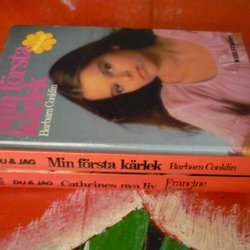 Min första
kärlek
Barbara Conklin
DU & JAG Min första kärlek Barbara Conklin
DU & JAG Cathrines nya liv Francine